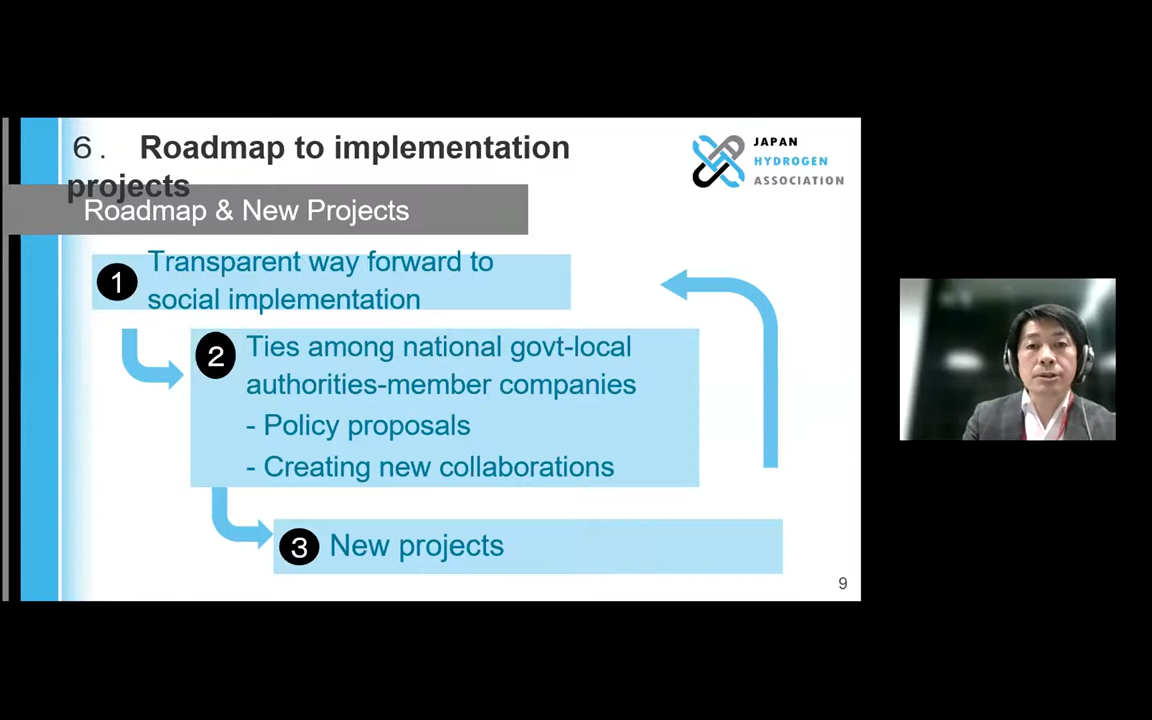 ６. Roadmap to implementation
projects
JAPAN
HYDROGEN
ASSOCIATION
Roadmap & New Projects
1 Transparent way forward to
social implementation
2 Ties among national govt-local
authorities-member companies
- Policy proposals
- Creating new collaborations
3 New projects
9